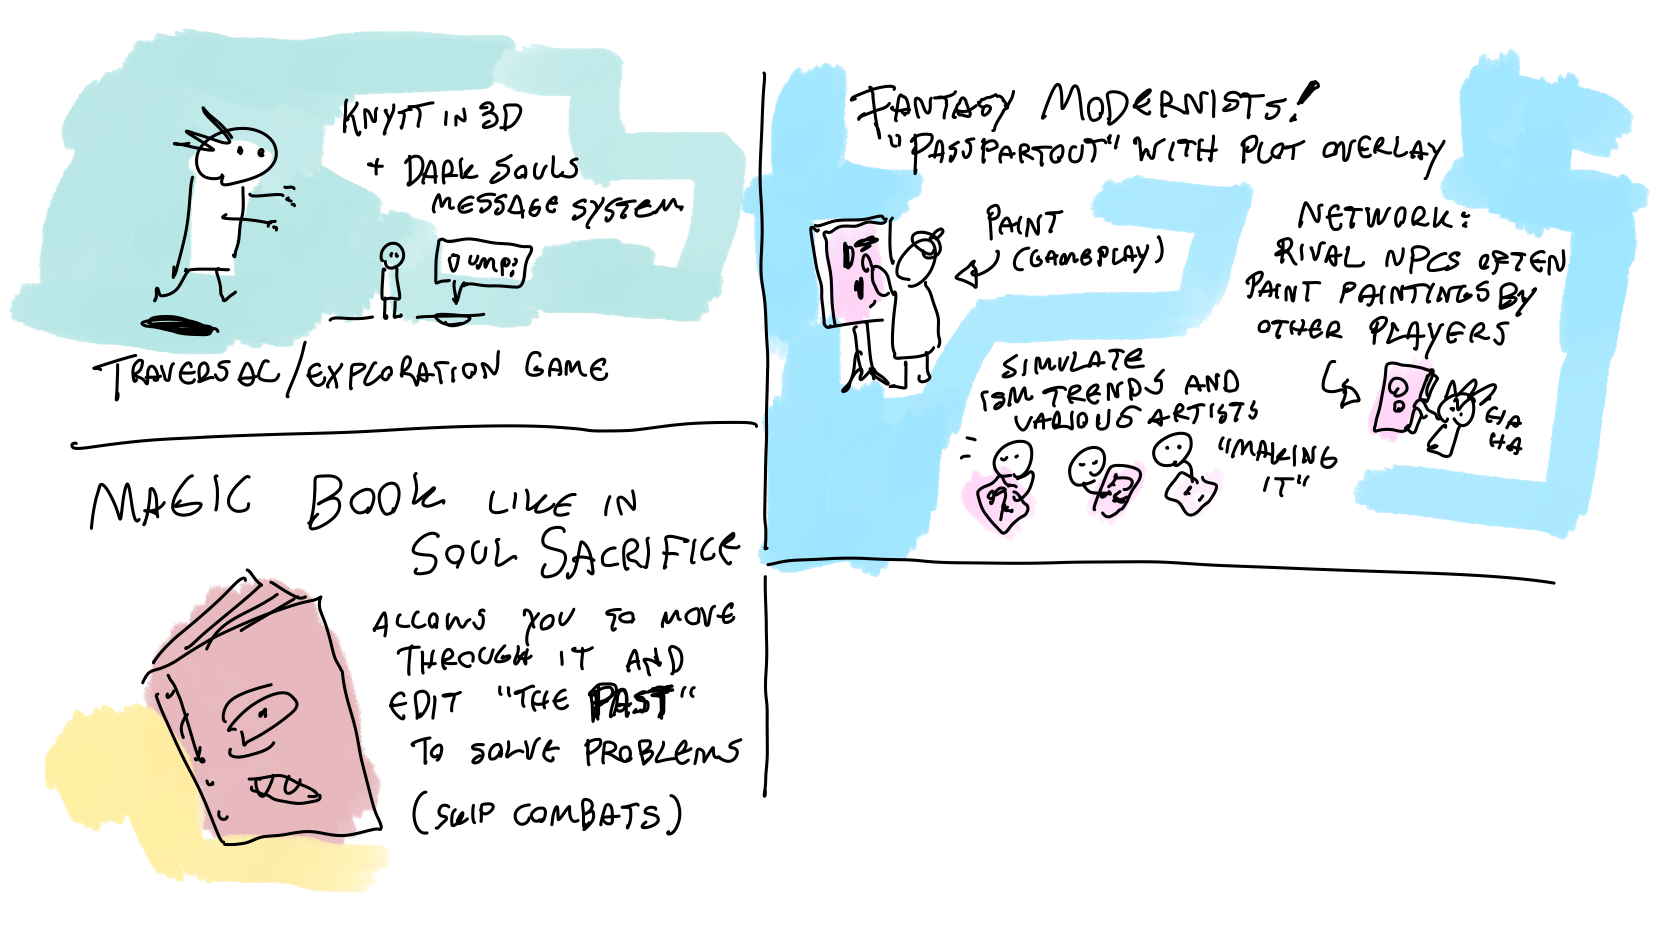 KNYTT IN 3D
+ DARK SOULS
MESSAGE SYSTEM
JUMP?
TRAVERSAL/EXPLORATION GAME
MAGIC BOOK LIKE IN
SOUL SACRIFICE
ALLOWS YOU TO MOVE
THROUGH IT AND
EDIT "THE PAST"
TO SOLVE PROBLEMS
(SKIP COMBATS)
FANTASY MODERNISTS!
"PASSPARTOUT" WITH PLOT OVERLAY
PAINT
(GAMEPLAY)
NETWORK:
RIVAL NPCS OFTEN
PAINT PAINTINGS BY
OTHER PLAYERS
HA
HA
SIMULATE
ISM TRENDS AND
VARIOUS ARTISTS
"MAKING
IT"